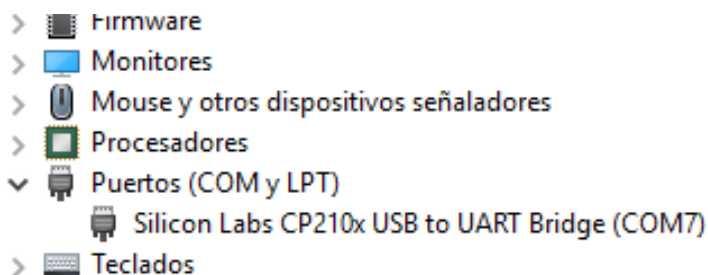 Firmware
Monitores
Mouse y otros dispositivos señaladores
Procesadores
Puertos (COM y LPT)
Silicon Labs CP210x USB to UART Bridge (COM7)
Teclados